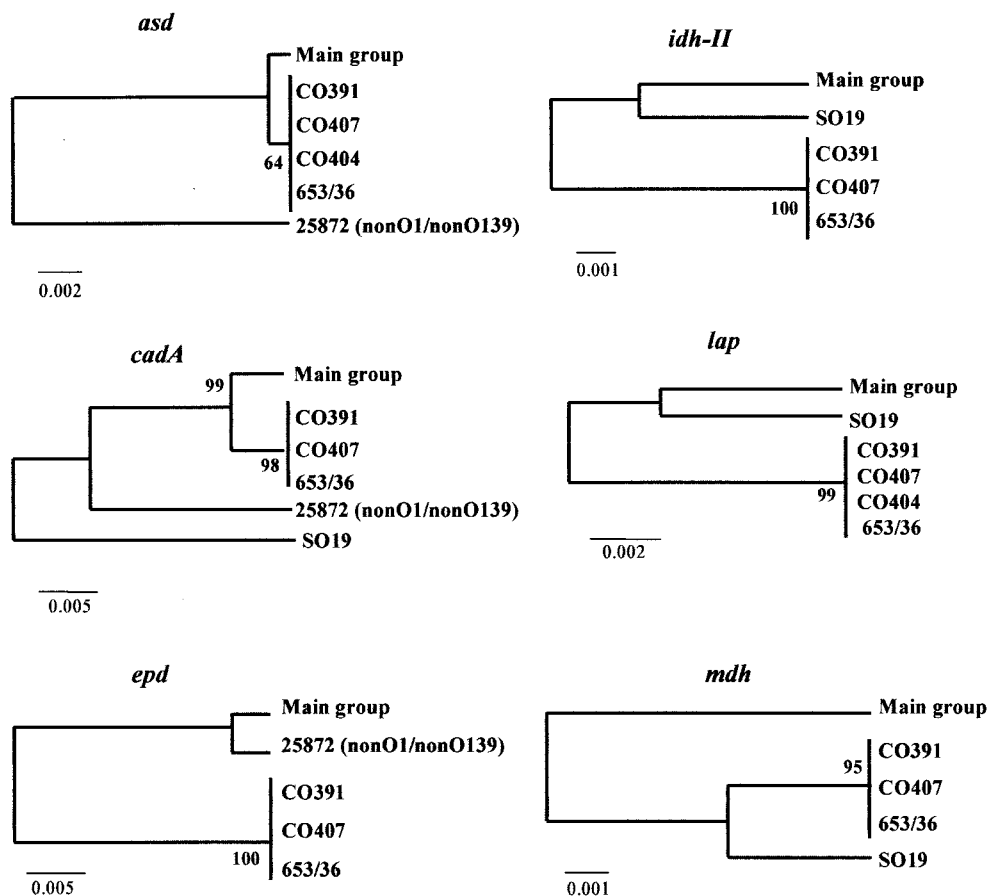 asd
Main group
CO391
CO407
CO404
653/36
64
25872 (nonO1/nonO139)
0.002
idh-II
Main group
SO19
CO391
CO407
653/36
100
0.001
cadA
99
Main group
CO391
CO407
98
653/36
25872 (nonO1/nonO139)
SO19
0.005
lap
Main group
SO19
CO391
CO407
CO404
99
653/36
0.002
epd
Main group
25872 (nonO1/nonO139)
CO391
CO407
100
653/36
0.005
mdh
Main group
CO391
95
CO407
653/36
SO19
0.001